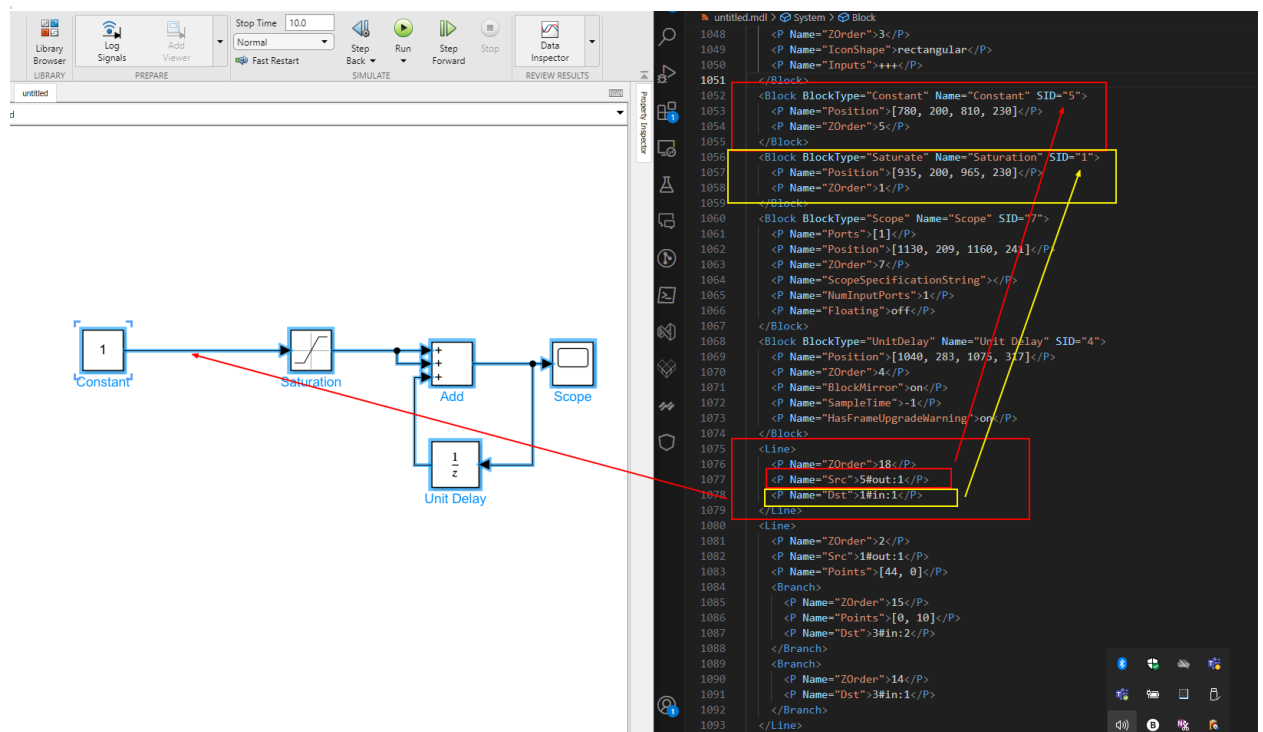 Stop Time 10.0
Normal
Fast Restart
Library
Browser
Log
Signals
Add
Viewer
Step
Back
Run
Step
Forward
Stop
Data
Inspector
LIBRARY
PREPARE
SIMULATE
REVIEW RESULTS
untitled
d
Property Inspector
1
Constant
Saturation
+
+
+
Add
Scope
1
z
Unit Delay
1
1
untitled.mdl > System > Block
1048 <P Name="ZOrder">3</P>
1049 <P Name="IconShape">rectangular</P>
1050 <P Name="Inputs">+++</P>
1051 </Block>
1052 <Block BlockType="Constant" Name="Constant" SID="5">
1053 <P Name="Position">[780, 200, 810, 230]</P>
1054 <P Name="ZOrder">5</P>
1055 </Block>
1056 <Block BlockType="Saturate" Name="Saturation" SID="1">
1057 <P Name="Position">[935, 200, 965, 230]</P>
1058 <P Name="ZOrder">1</P>
1059 </Block>
1060 <Block BlockType="Scope" Name="Scope" SID="7">
1061 <P Name="Ports">[1]</P>
1062 <P Name="Position">[1130, 209, 1160, 241]</P>
1063 <P Name="ZOrder">7</P>
1064 <P Name="ScopeSpecificationString"></P>
1065 <P Name="NumInputPorts">1</P>
1066 <P Name="Floating">off</P>
1067 </Block>
1068 <Block BlockType="UnitDelay" Name="Unit Delay" SID="4">
1069 <P Name="Position">[1040, 283, 1075, 317]</P>
1070 <P Name="ZOrder">4</P>
1071 <P Name="BlockMirror">on</P>
1072 <P Name="SampleTime">-1</P>
1073 <P Name="HasFrameUpgradeWarning">on</P>
1074 </Block>
1075 <Line>
1076 <P Name="ZOrder">18</P>
1077 <P Name="Src">5#out:1</P>
1078 <P Name="Dst">1#in:1</P>
1079 </Line>
1080 <Line>
1081 <P Name="ZOrder">2</P>
1082 <P Name="Src">1#out:1</P>
1083 <P Name="Points">[44, 0]</P>
1084 <Branch>
1085 <P Name="ZOrder">15</P>
1086 <P Name="Points">[0, 10]</P>
1087 <P Name="Dst">3#in:2</P>
1088 </Branch>
1089 <Branch>
1090 <P Name="ZOrder">14</P>
1091 <P Name="Dst">3#in:1</P>
1092 </Branch>
1093 </Line>